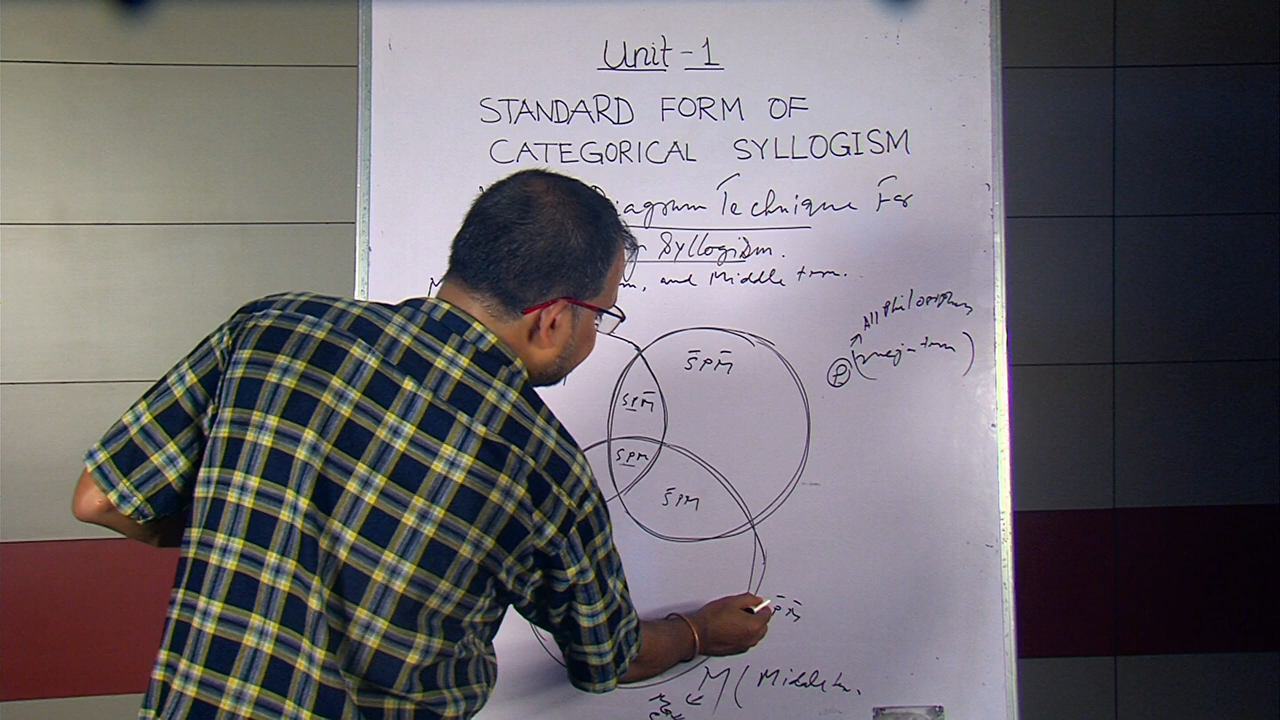 Unit-1
STANDARD FORM OF
CATEGORICAL SYLLOGISM
Diagram Technique For
Syllogism.
and Middle term.
All Philosophers
P (major term)
S̄PM̄
SPM̄
SPM
S̄PM
P̄M̄
M (Middle